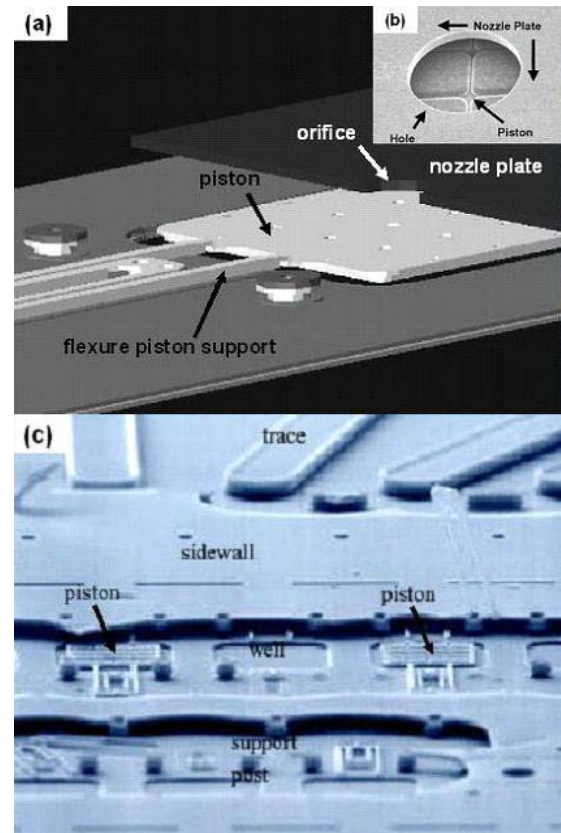 (a)
(b)
Nozzle Plate
Hole
Piston
orifice
nozzle plate
piston
flexure piston support
(c)
trace
sidewall
piston
piston
well
support
post